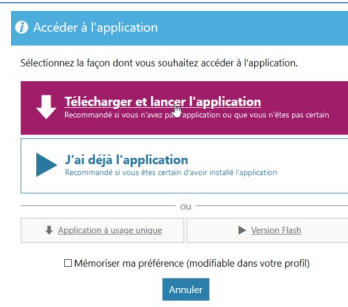 Accéder à l'application
Sélectionnez la façon dont vous souhaitez accéder à l'application.
Télécharger et lancer l'application
Recommandé si vous n'avez pas l'application ou que vous n'êtes pas certain
J'ai déjà l'application
Recommandé si vous êtes certain d'avoir installé l'application
ou
Application à usage unique
Version Flash
Mémoriser ma préférence (modifiable dans votre profil)
Annuler